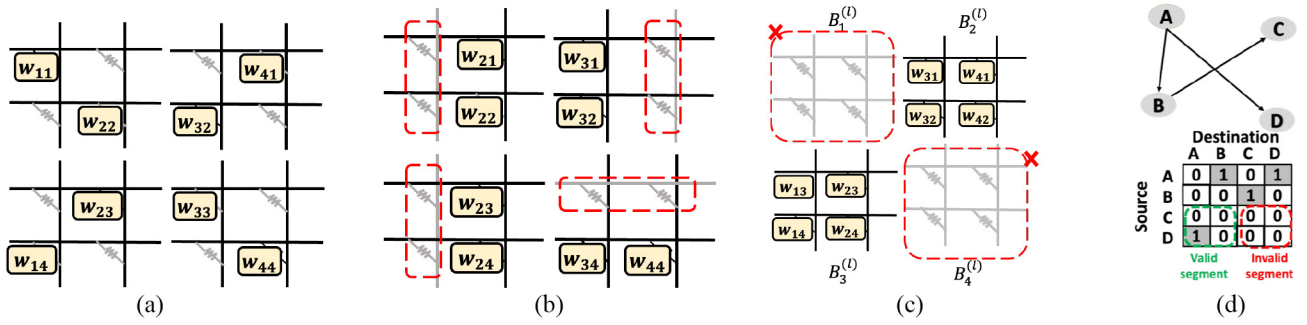 w11
w41
w22
w32
w23
w33
w14
w44
(a)
w21
w31
w22
w32
w23
w24
w34
w44
(b)
B1(l)
B2(l)
w31
w41
w32
w42
w13
w23
w14
w24
B3(l)
B4(l)
(c)
A
C
B
D
Destination
A B C D
Source
A 0 1 0 1
B 0 0 1 0
C 0 0 0 0
D 1 0 0 0
Valid segment
Invalid segment
(d)